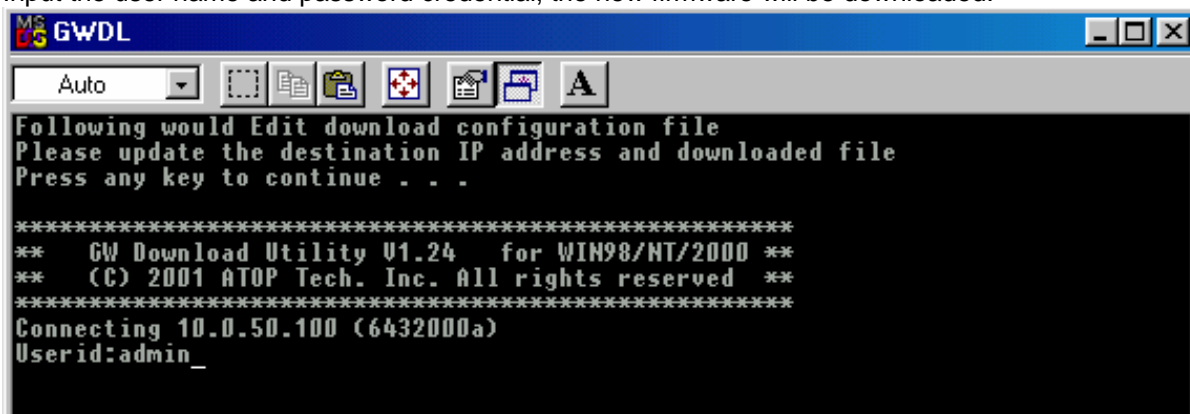 input the user name and password credential, the new firmware will be downloaded.
GWDL
Auto
A
Following would Edit download configuration file
Please update the destination IP address and downloaded file
Press any key to continue . . .
*****************************************************
** GW Download Utility V1.24 for WIN98/NT/2000 **
** (C) 2001 ATOP Tech. Inc. All rights reserved **
*****************************************************
Connecting 10.0.50.100 (6432000a)
Userid:admin_